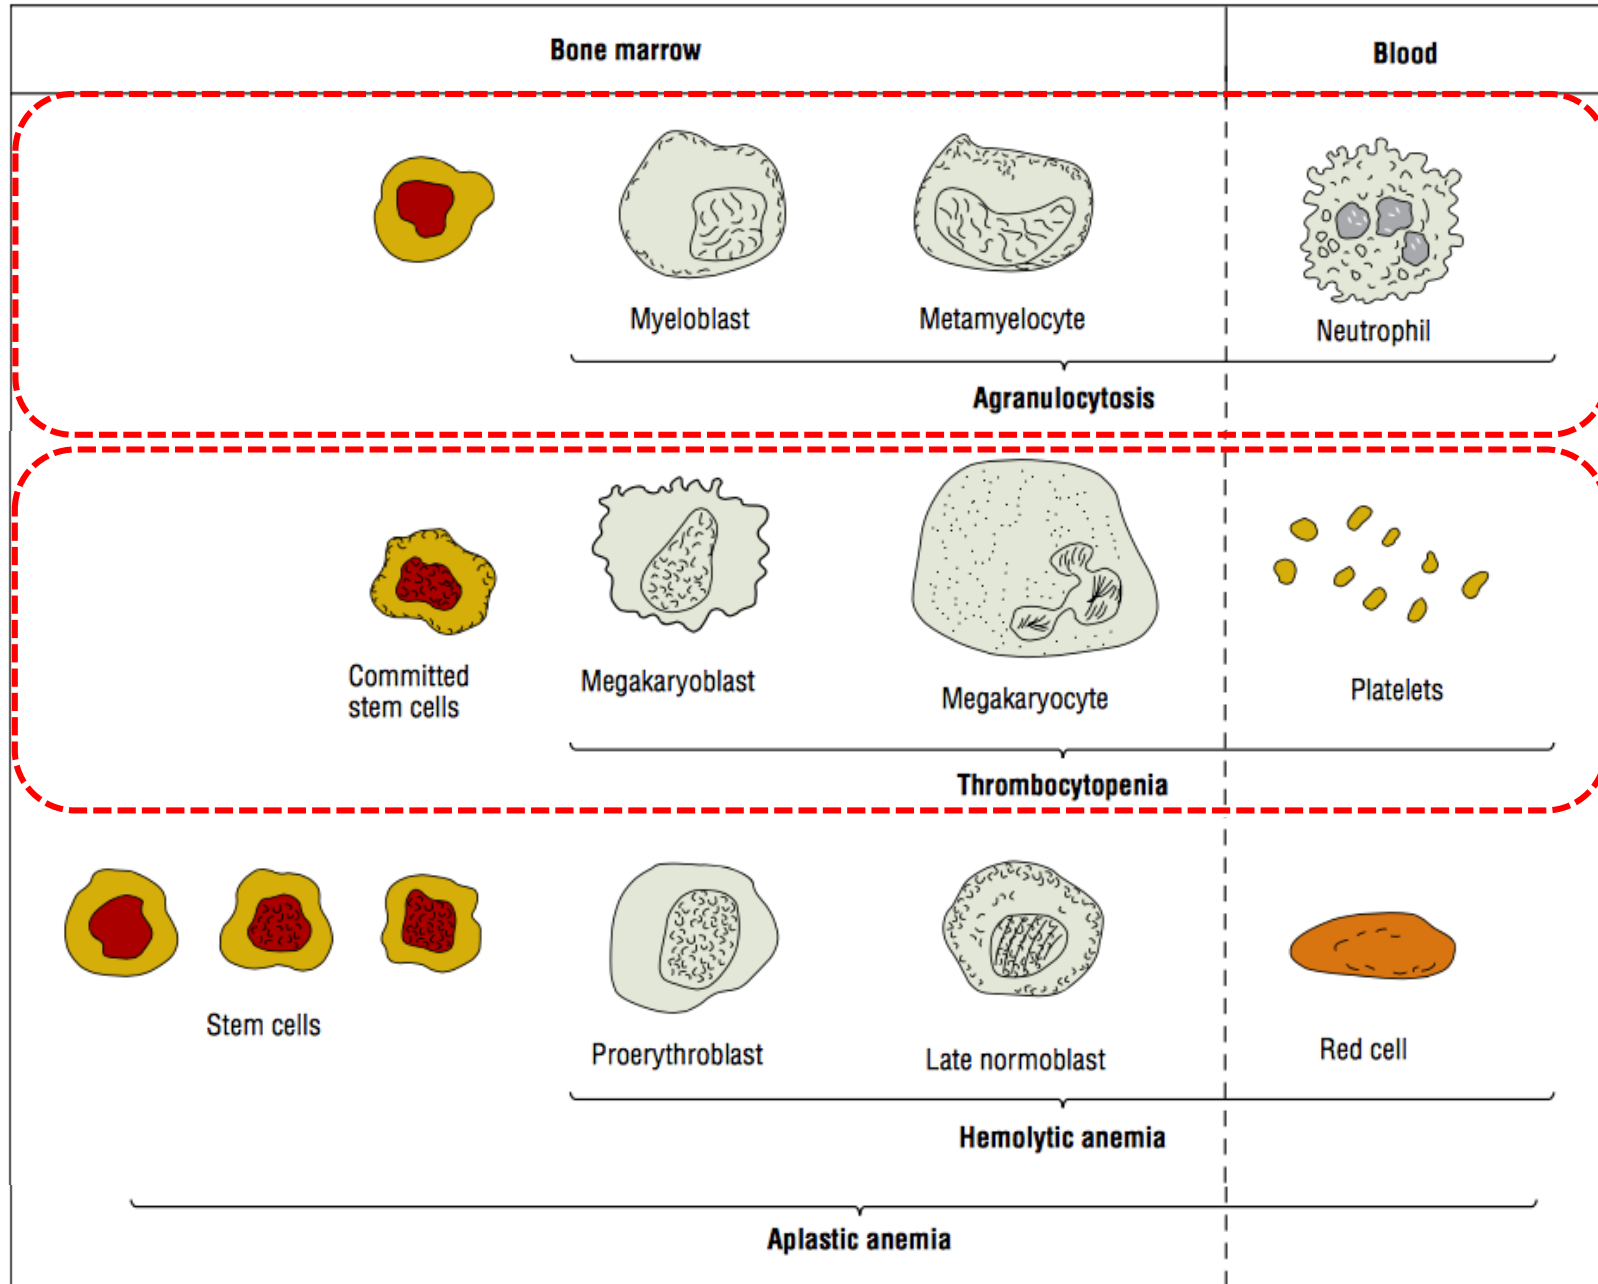 Bone marrow
Blood
Myeloblast
Metamyelocyte
Neutrophil
Agranulocytosis
Committed
stem cells
Megakaryoblast
Megakaryocyte
Platelets
Thrombocytopenia
Stem cells
Proerythroblast
Late normoblast
Red cell
Hemolytic anemia
Aplastic anemia